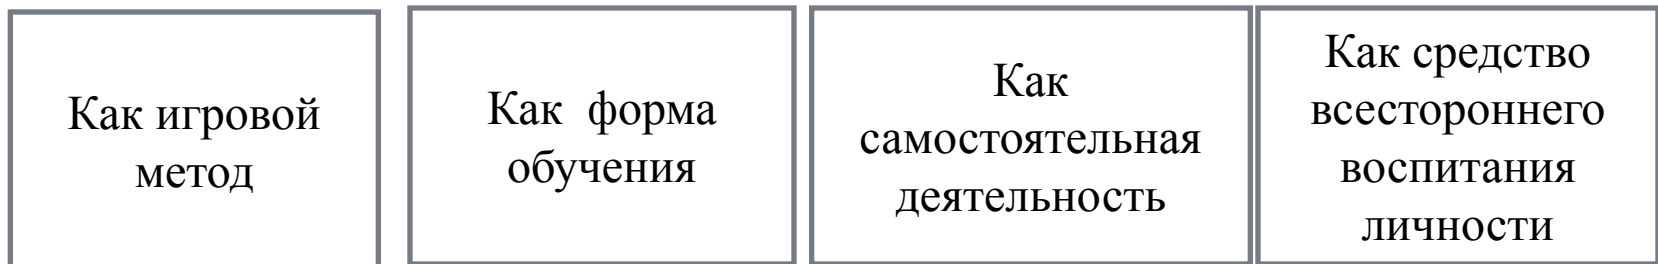 Как игровой
метод
Как форма
обучения
Как
самостоятельная
деятельность
Как средство
всестороннего
воспитания
личности